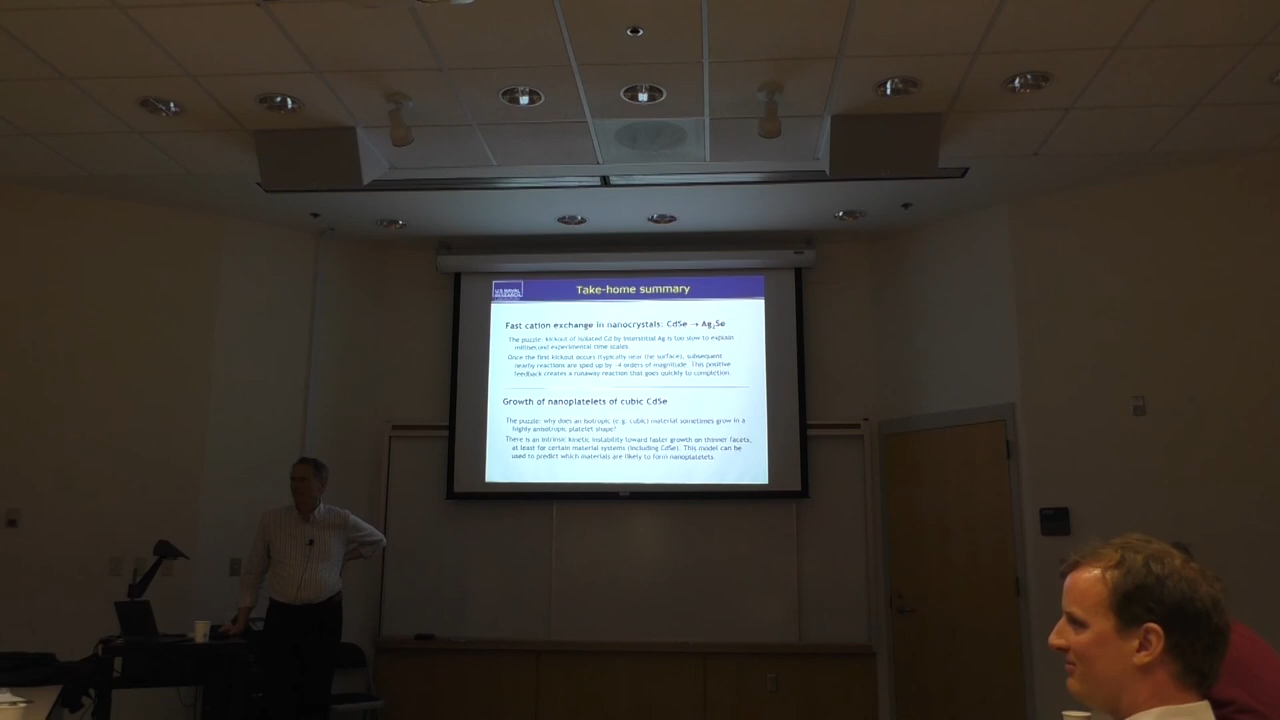 U.S. NAVAL
RESEARCH
Take-home summary
Fast cation exchange in nanocrystals: CdSe → Ag₂Se
The puzzle: kickout of isolated Cd by interstitial Ag is too slow to explain
millisecond experimental time scales
Once the first kickout occurs (typically near the surface), subsequent
nearby reactions are sped up by ~4 orders of magnitude. This positive
feedback creates a runaway reaction that goes quickly to completion.
Growth of nanoplatelets of cubic CdSe
The puzzle: why does an isotropic (e.g. cubic) material sometimes grow in a
highly anisotropic platelet shape?
There is an intrinsic kinetic instability toward faster growth on thinner facets,
at least for certain material systems (including CdSe). This model can be
used to predict which materials are likely to form nanoplatelets